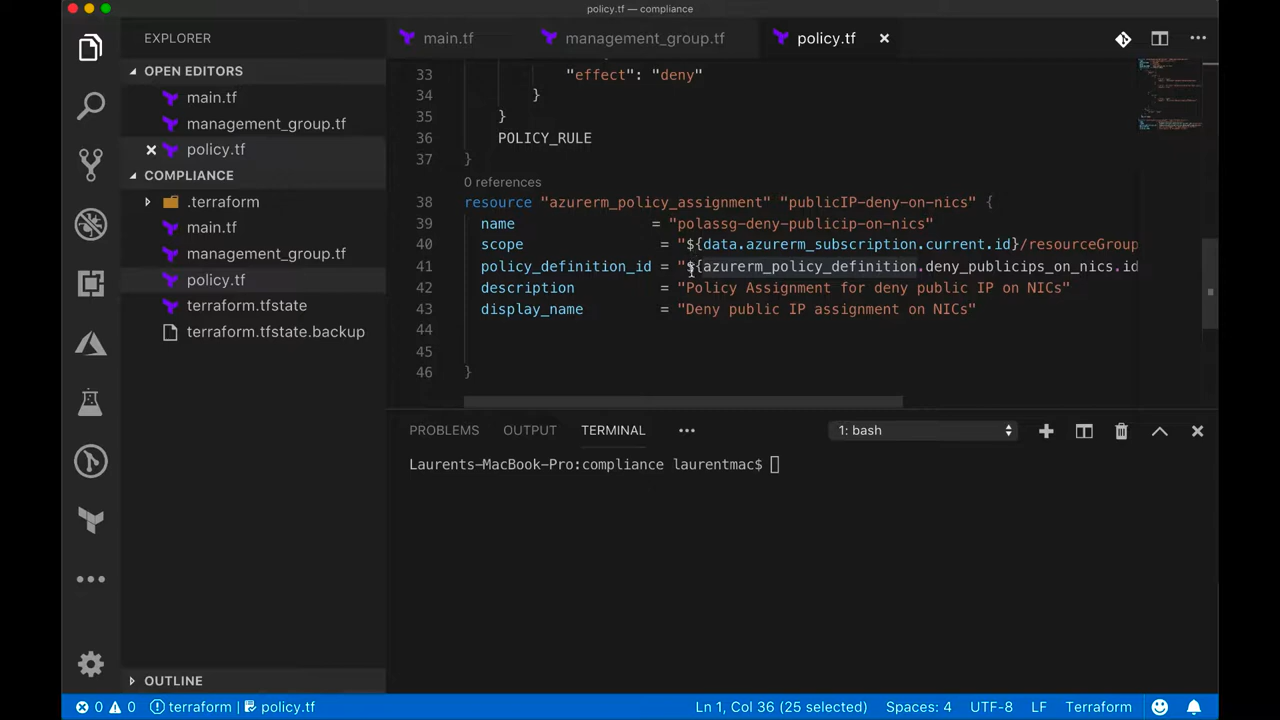 policy.tf — compliance
EXPLORER
main.tf
management_group.tf
policy.tf
OPEN EDITORS
main.tf
management_group.tf
policy.tf
COMPLIANCE
.terraform
main.tf
management_group.tf
policy.tf
terraform.tfstate
terraform.tfstate.backup
OUTLINE
33 "effect": "deny"
34 }
35 }
36 POLICY_RULE
37 }
0 references
38 resource "azurerm_policy_assignment" "publicIP-deny-on-nics" {
39 name = "polassg-deny-publicip-on-nics"
40 scope = "${data.azurerm_subscription.current.id}/resourceGroup
41 policy_definition_id = "${azurerm_policy_definition.deny_publicips_on_nics.id
42 description = "Policy Assignment for deny public IP on NICs"
43 display_name = "Deny public IP assignment on NICs"
44
45
46 }
PROBLEMS OUTPUT TERMINAL ••• 1: bash
Laurents-MacBook-Pro:compliance laurentmac$
0 0 terraform policy.tf Ln 1, Col 36 (25 selected) Spaces: 4 UTF-8 LF Terraform